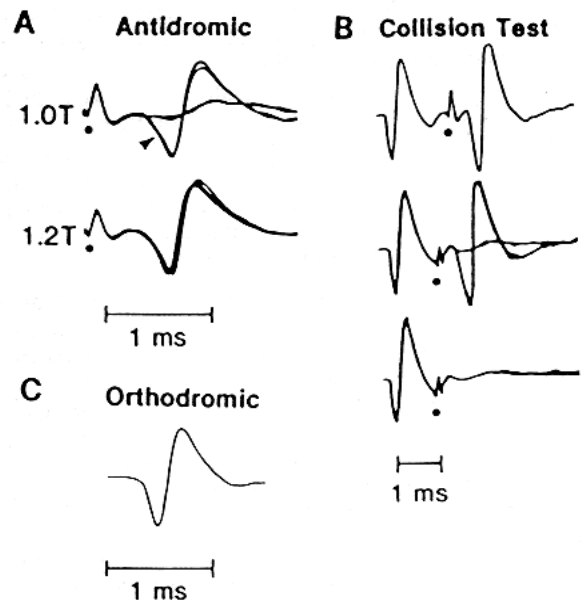 A Antidromic
1.0T
1.2T
1 ms
B Collision Test
1 ms
C Orthodromic
1 ms